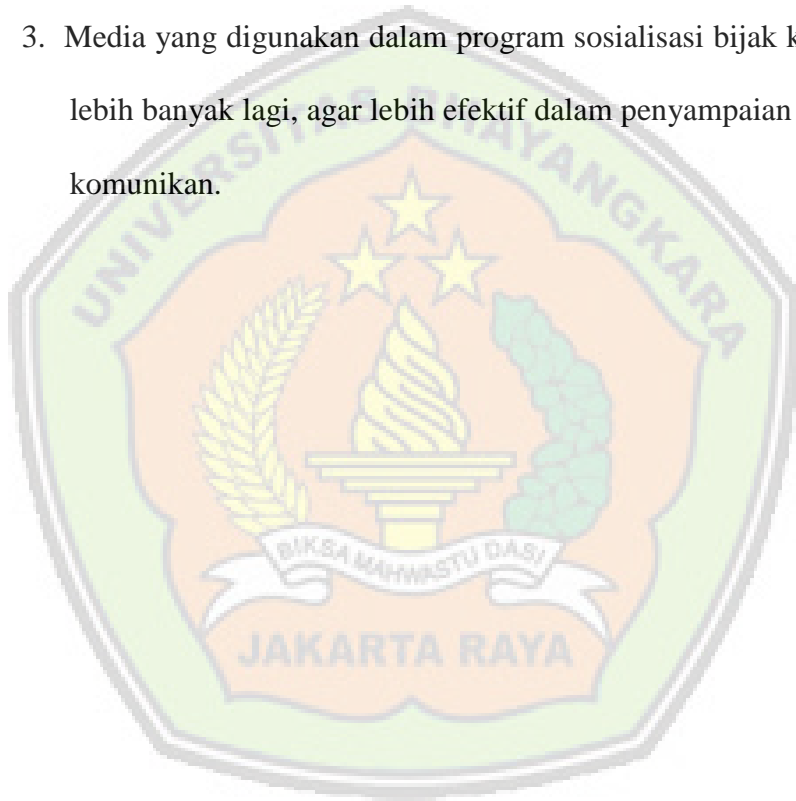 3. Media yang digunakan dalam program sosialisasi bijak
lebih banyak lagi, agar lebih efektif dalam penyampaian
komunikan.
UNIVERSITAS BHAYANGKARA
BIKSA MAHWASTU DASI
JAKARTA RAYA